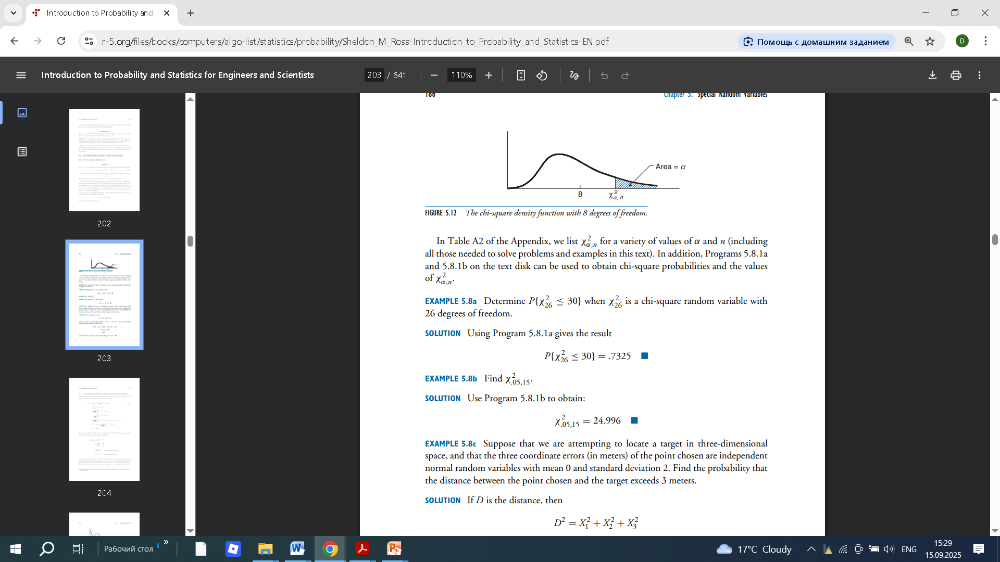 Introduction to Probability and
r-5.org/files/books/computers/algo-list/statistics/probability/Sheldon_M_Ross-Introduction_to_Probability_and_Statistics-EN.pdf
Помощь с домашним заданием
D
Introduction to Probability and Statistics for Engineers and Scientists
203 / 641
110%
202
203
204
186 Chapter 5: Special Random Variables
Area = α
8
χ²α, n
FIGURE 5.12 The chi-square density function with 8 degrees of freedom.
In Table A2 of the Appendix, we list χ²α,n for a variety of values of α and n (including
all those needed to solve problems and examples in this text). In addition, Programs 5.8.1a
and 5.8.1b on the text disk can be used to obtain chi-square probabilities and the values
of χ²α,n.
EXAMPLE 5.8a Determine P{χ²26 ≤ 30} when χ²26 is a chi-square random variable with
26 degrees of freedom.
SOLUTION Using Program 5.8.1a gives the result
P{χ²26 ≤ 30} = .7325
EXAMPLE 5.8b Find χ².05,15.
SOLUTION Use Program 5.8.1b to obtain:
χ².05,15 = 24.996
EXAMPLE 5.8c Suppose that we are attempting to locate a target in three-dimensional
space, and that the three coordinate errors (in meters) of the point chosen are independent
normal random variables with mean 0 and standard deviation 2. Find the probability that
the distance between the point chosen and the target exceeds 3 meters.
SOLUTION If D is the distance, then
D² = X₁² + X₂² + X₃²
Рабочий стол
17°C Cloudy
ENG
15:29
15.09.2025